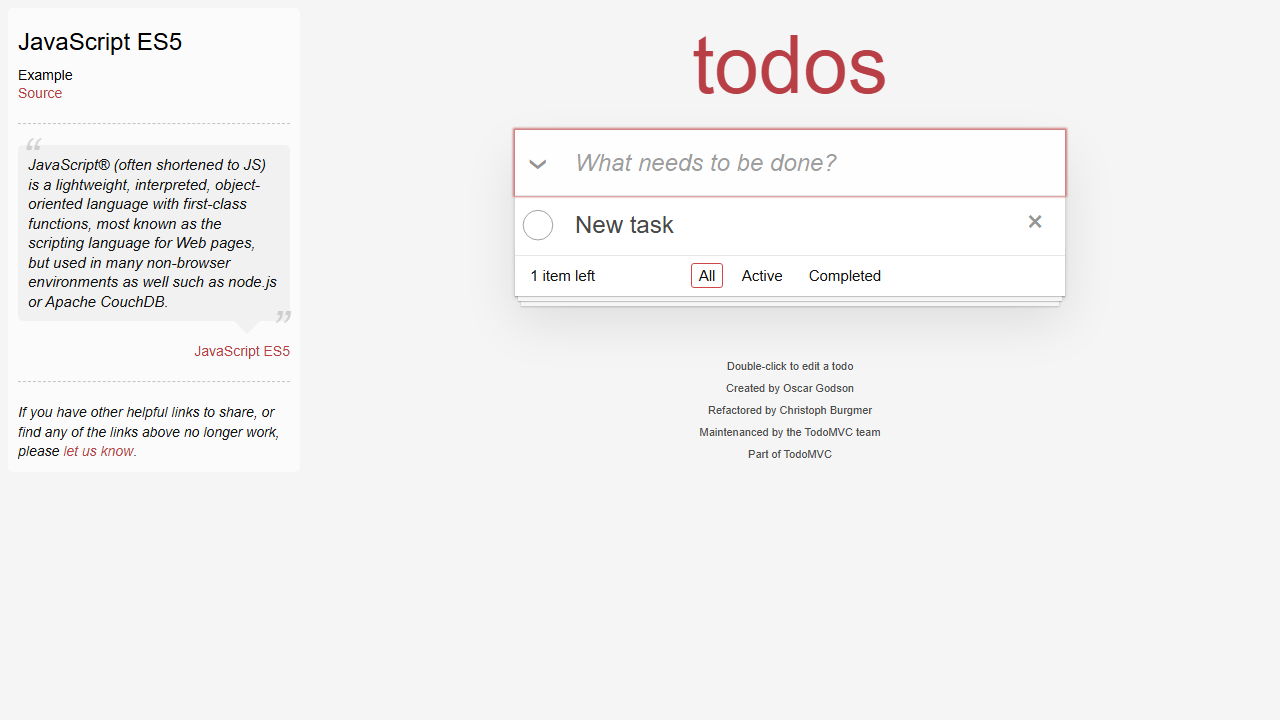 JavaScript ES5
Example
Source
“
JavaScript® (often shortened to JS)
is a lightweight, interpreted, object-
oriented language with first-class
functions, most known as the
scripting language for Web pages,
but used in many non-browser
environments as well such as node.js
or Apache CouchDB.
”
JavaScript ES5
If you have other helpful links to share, or
find any of the links above no longer work,
please let us know.
todos
What needs to be done?
New task ×
1 item left All Active Completed
Double-click to edit a todo
Created by Oscar Godson
Refactored by Christoph Burgmer
Maintenanced by the TodoMVC team
Part of TodoMVC